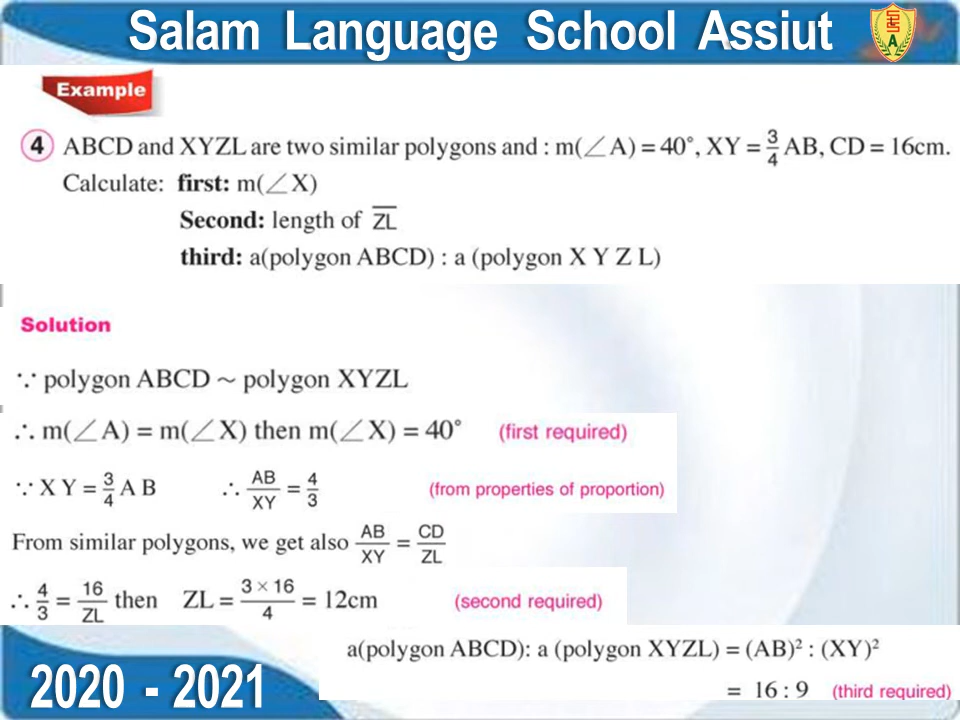 Salam Language School Assiut
A
Example
4 ABCD and XYZL are two similar polygons and : m(∠A) = 40°, XY = 3/4 AB, CD = 16cm.
Calculate: first: m(∠X)
Second: length of Z̅L̅
third: a(polygon ABCD) : a (polygon X Y Z L)
Solution
∵ polygon ABCD ~ polygon XYZL
∴ m(∠A) = m(∠X) then m(∠X) = 40° (first required)
∵ X Y = 3/4 A B ∴ AB/XY = 4/3 (from properties of proportion)
From similar polygons, we get also AB/XY = CD/ZL
∴ 4/3 = 16/ZL then ZL = 3 × 16/4 = 12cm (second required)
a(polygon ABCD): a (polygon XYZL) = (AB)² : (XY)²
= 16 : 9 (third required)
2020 - 2021